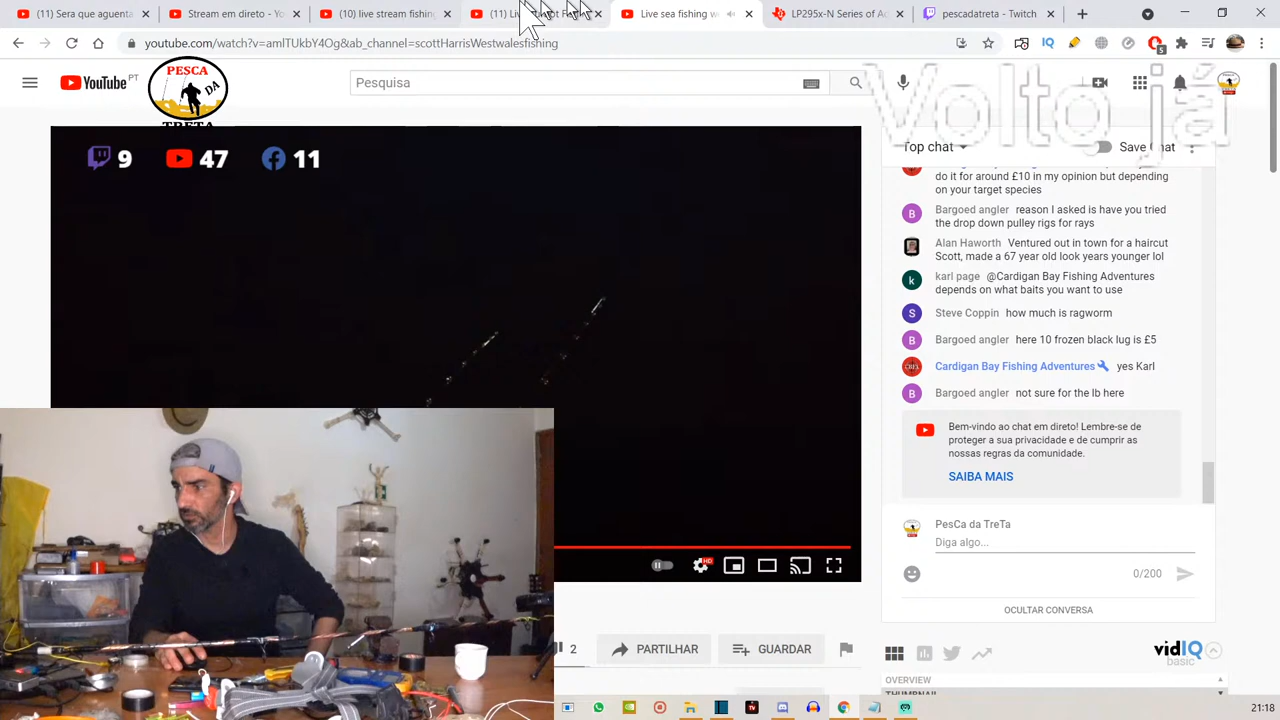 (11) Sera que aguenta
Stream em direto - Yo
(10) live stream fishing
(11) Li
Live sea fishing w
LP295x-N Series of Ac
pescadatreta - Twitch
youtube.com/watch?v=amlTUkbY4Og&ab_channel=scottHarrisWestwalesfishing
YouTube PT
PESCA DA TRETA
Pesquisa
Volto já
9 47 11
Top chat
Save Chat
do it for around £10 in my opinion but depending
on your target species
Bargoed angler reason I asked is have you tried
the drop down pulley rigs for rays
Alan Haworth Ventured out in town for a haircut
Scott, made a 67 year old look years younger lol
karl page @Cardigan Bay Fishing Adventures
depends on what baits you want to use
Steve Coppin how much is ragworm
Bargoed angler here 10 frozen black lug is £5
Cardigan Bay Fishing Adventures yes Karl
Bargoed angler not sure for the lb here
Bem-vindo ao chat em direto! Lembre-se de
proteger a sua privacidade e de cumprir as
nossas regras da comunidade.
SAIBA MAIS
PesCa da TreTa
Diga algo...
0/200
OCULTAR CONVERSA
2 PARTILHAR GUARDAR
vidIQ
basic
OVERVIEW
THUMBNAIL
21:18